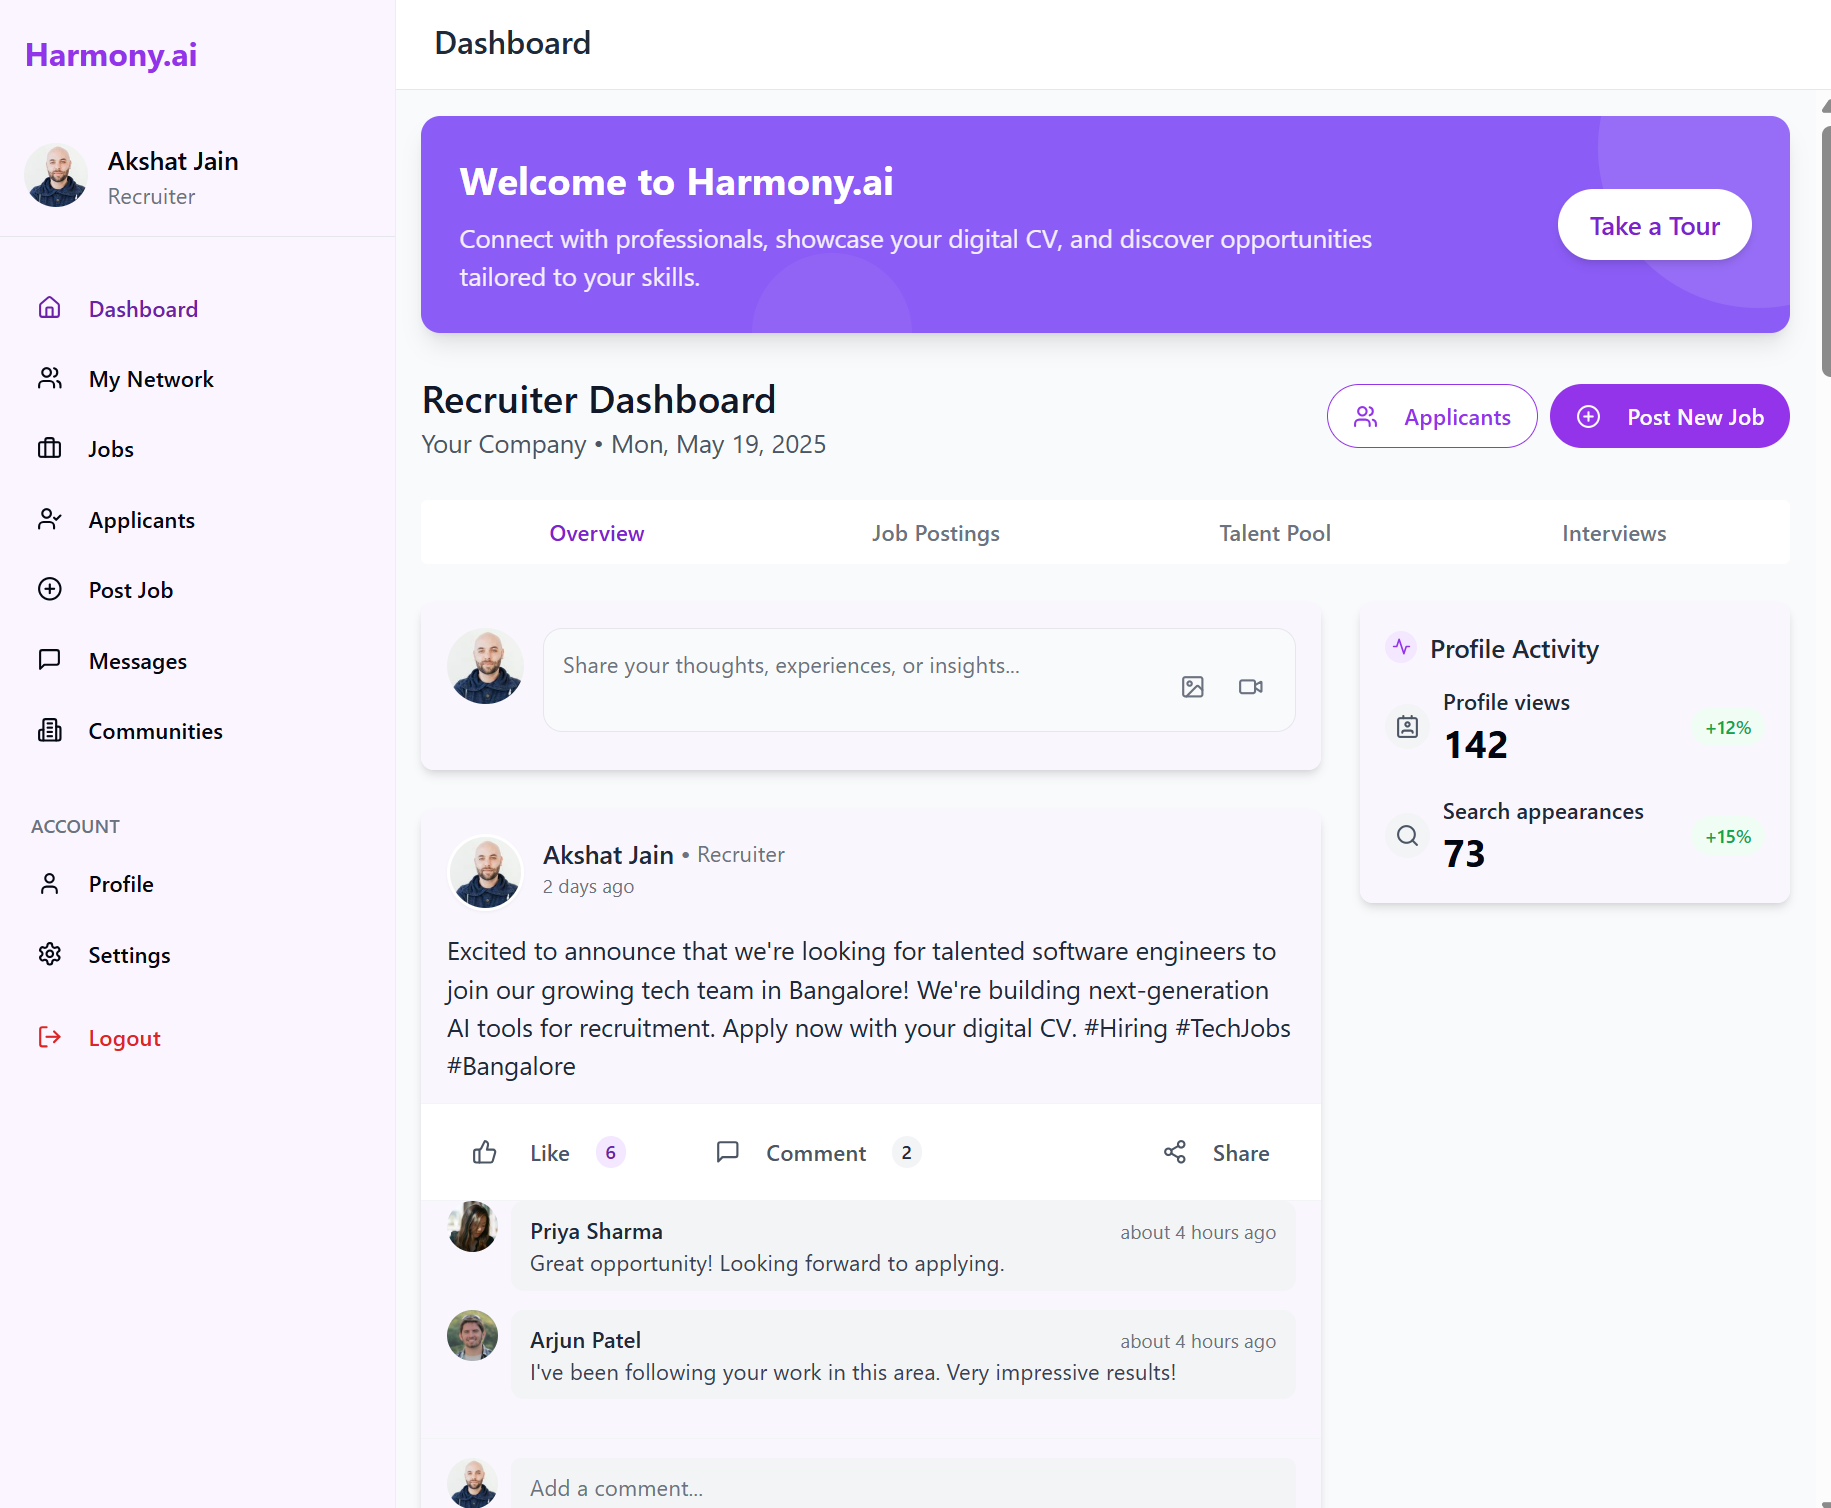 Harmony.ai
Akshat Jain
Recruiter
Dashboard
My Network
Jobs
Applicants
Post Job
Messages
Communities
ACCOUNT
Profile
Settings
Logout
Dashboard
Welcome to Harmony.ai
Connect with professionals, showcase your digital CV, and discover opportunities
tailored to your skills.
Take a Tour
Recruiter Dashboard
Your Company • Mon, May 19, 2025
Applicants
Post New Job
Overview
Job Postings
Talent Pool
Interviews
Share your thoughts, experiences, or insights...
Akshat Jain • Recruiter
2 days ago
Excited to announce that we're looking for talented software engineers to
join our growing tech team in Bangalore! We're building next-generation
AI tools for recruitment. Apply now with your digital CV. #Hiring #TechJobs
#Bangalore
Like 6
Comment 2
Share
Priya Sharma
about 4 hours ago
Great opportunity! Looking forward to applying.
Arjun Patel
about 4 hours ago
I've been following your work in this area. Very impressive results!
Add a comment...
Profile Activity
Profile views
142
+12%
Search appearances
73
+15%